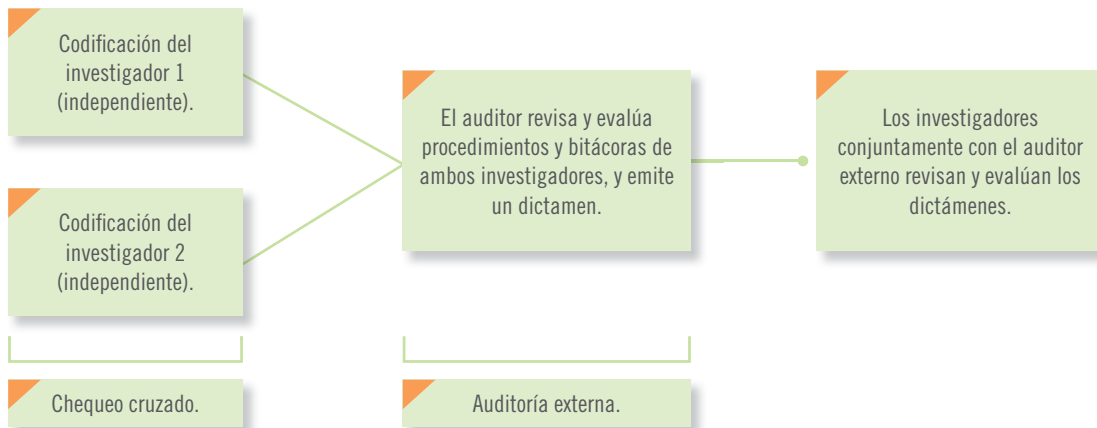 Codificación del
investigador 1
(independiente).
Codificación del
investigador 2
(independiente).
El auditor revisa y evalúa
procedimientos y bitácoras de
ambos investigadores, y emite
un dictamen.
Los investigadores
conjuntamente con el auditor
externo revisan y evalúan los
dictámenes.
Chequeo cruzado.
Auditoría externa.